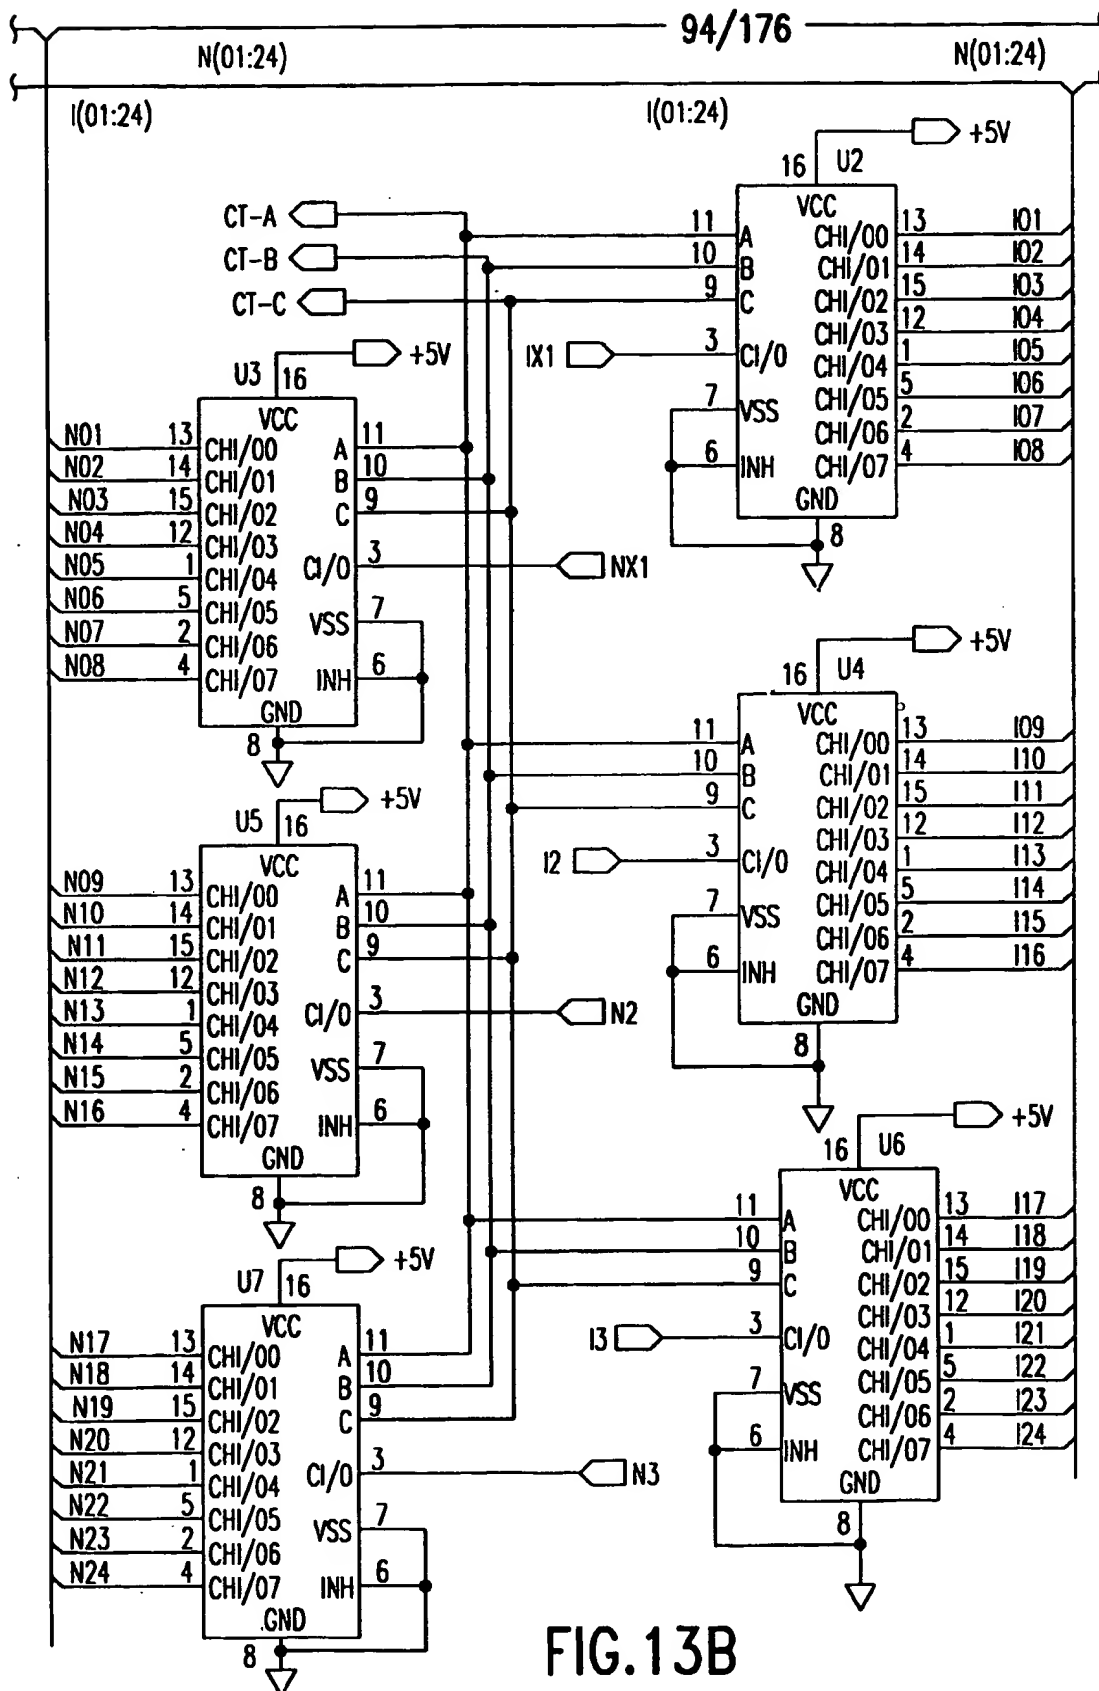 94/176
N(01:24)
N(01:24)
I(01:24)
I(01:24)
+5V
16
U2
VCC
CT-A
11
A
CHI/00
13
I01
CT-B
10
B
CHI/01
14
I02
CT-C
9
C
CHI/02
15
I03
CHI/03
12
I04
IX1
3
CI/O
CHI/04
1
I05
CHI/05
5
I06
7
VSS
CHI/06
2
I07
6
INH
CHI/07
4
I08
GND
8
+5V
U3
16
VCC
N01
13
CHI/00
A
11
N02
14
CHI/01
B
10
N03
15
CHI/02
C
9
N04
12
CHI/03
N05
1
CHI/04
CI/O
3
NX1
N06
5
CHI/05
VSS
7
N07
2
CHI/06
N08
4
CHI/07
INH
6
GND
8
+5V
16
U4
VCC
11
A
CHI/00
13
I09
10
B
CHI/01
14
I10
9
C
CHI/02
15
I11
CHI/03
12
I12
I2
3
CI/O
CHI/04
1
I13
CHI/05
5
I14
7
VSS
CHI/06
2
I15
6
INH
CHI/07
4
I16
GND
8
+5V
U5
16
VCC
N09
13
CHI/00
A
11
N10
14
CHI/01
B
10
N11
15
CHI/02
C
9
N12
12
CHI/03
N13
1
CHI/04
CI/O
3
N2
N14
5
CHI/05
VSS
7
N15
2
CHI/06
N16
4
CHI/07
INH
6
GND
8
+5V
16
U6
VCC
11
A
CHI/00
13
I17
10
B
CHI/01
14
I18
9
C
CHI/02
15
I19
CHI/03
12
I20
I3
3
CI/O
CHI/04
1
I21
CHI/05
5
I22
7
VSS
CHI/06
2
I23
6
INH
CHI/07
4
I24
GND
8
+5V
U7
16
VCC
N17
13
CHI/00
A
11
N18
14
CHI/01
B
10
N19
15
CHI/02
C
9
N20
12
CHI/03
N21
1
CHI/04
CI/O
3
N3
N22
5
CHI/05
VSS
7
N23
2
CHI/06
N24
4
CHI/07
INH
6
GND
8
FIG.13B